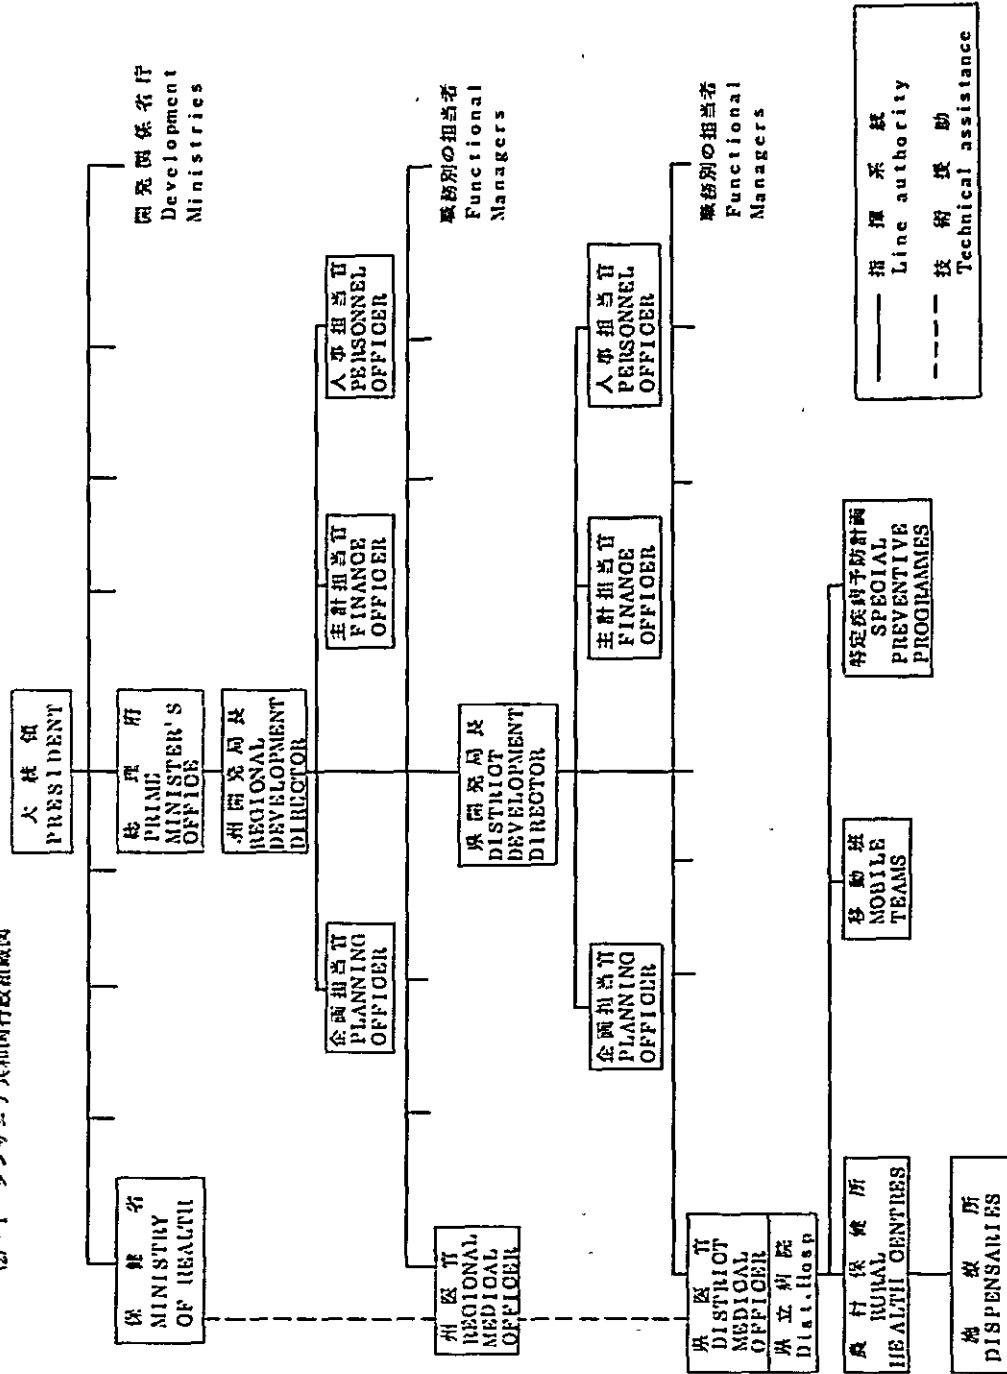 大統領
PRESIDENT
保健省
MINISTRY
OF HEALTH
総理府
PRIME
MINISTER'S
OFFICE
開発関係省庁
Development
Ministries
州開発局長
REGIONAL
DEVELOPMENT
DIRECTOR
企画担当官
PLANNING
OFFICER
主計担当官
FINANCE
OFFICER
人事担当官
PERSONNEL
OFFICER
州医官
REGIONAL
MEDICAL
OFFICER
職務別の担当者
Functional
Managers
県開発局長
DISTRICT
DEVELOPMENT
DIRECTOR
企画担当官
PLANNING
OFFICER
主計担当官
FINANCE
OFFICER
人事担当官
PERSONNEL
OFFICER
県医官
DISTRICT
MEDICAL
OFFICER
県立病院
Dist.Hosp
職務別の担当者
Functional
Managers
農村保健所
RURAL
HEALTH CENTRES
移動班
MOBILE
TEAMS
特定疾病予防計画
SPECIAL
PREVENTIVE
PROGRAMMES
施療所
DISPENSARIES
指揮系統
Line authority
技術援助
Technical assistance